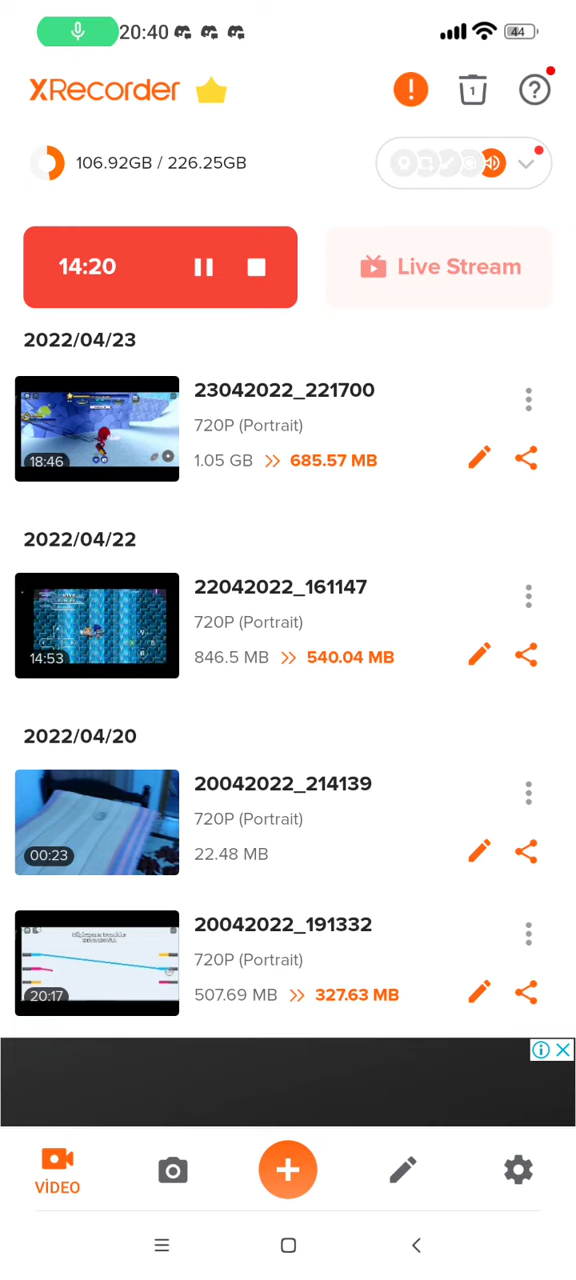 20:40
44
XRecorder
!
1
?
106.92GB / 226.25GB
14:20
Live Stream
2022/04/23
23042022_221700
720P (Portrait)
18:46
1.05 GB >> 685.57 MB
2022/04/22
22042022_161147
720P (Portrait)
14:53
846.5 MB >> 540.04 MB
2022/04/20
20042022_214139
720P (Portrait)
00:23
22.48 MB
20042022_191332
720P (Portrait)
20:17
507.69 MB >> 327.63 MB
VİDEO